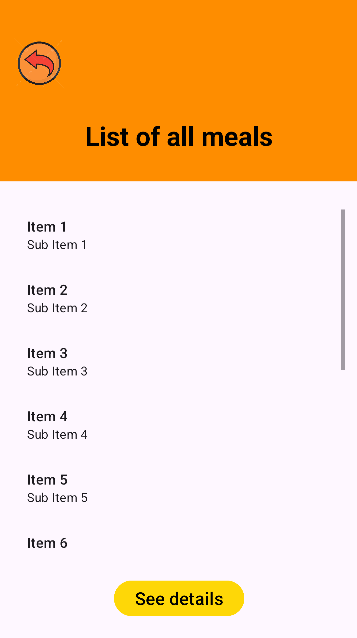 List of all meals
Item 1
Sub Item 1
Item 2
Sub Item 2
Item 3
Sub Item 3
Item 4
Sub Item 4
Item 5
Sub Item 5
Item 6
See details